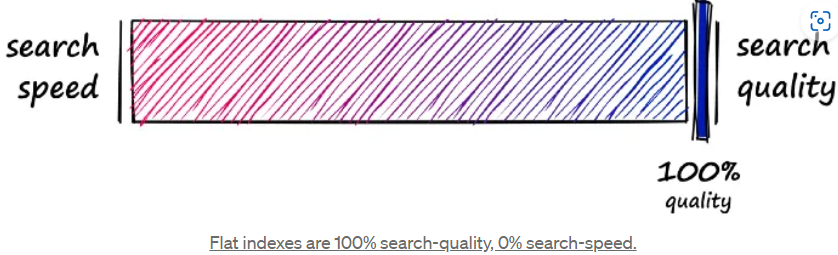 search
speed
search
quality
100%
quality
Flat indexes are 100% search-quality, 0% search-speed.